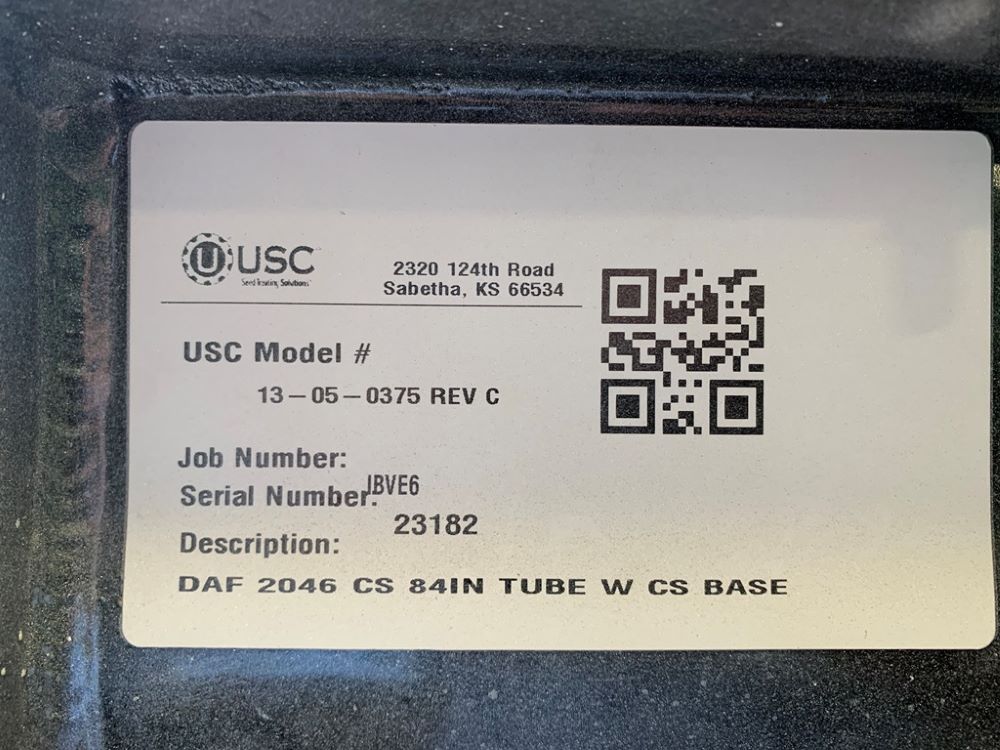 U USC
Seed Treating Solutions
2320 124th Road
Sabetha, KS 66534
USC Model #
13-05-0375 REV C
Job Number:
JBVE6
Serial Number:
23182
Description:
DAF 2046 CS 84IN TUBE W CS BASE